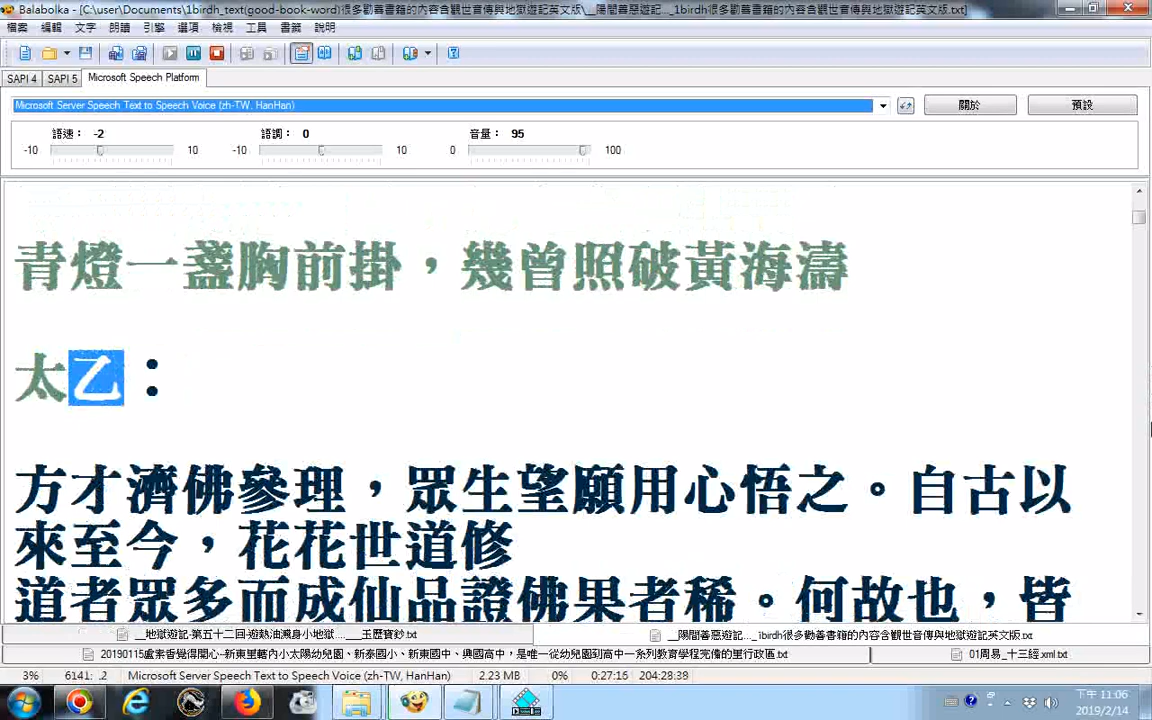 Balabolka - [C:\user\Documents\1birdh_text(good-book-word)很多勸善書籍的內容含觀世音傳與地獄遊記英文版\__陽間善惡遊記..._1birdh很多勸善書籍的內容含觀世音傳與地獄遊記英文版.txt]
檔案 編輯 文字 朗讀 引擎 選項 檢視 工具 書籤 說明
SAPI 4 SAPI 5 Microsoft Speech Platform
Microsoft Server Speech Text to Speech Voice (zh-TW, HanHan) 關於 預設
語速： -2 語調： 0 音量： 95
-10 10 -10 10 0 100
青燈一盞胸前掛，幾曾照破黃海濤
太乙：
方才濟佛參理，眾生望願用心悟之。自古以
來至今，花花世道修
道者眾多而成仙品證佛果者稀。何故也，皆
__地獄遊記-第五十二回-遊熱油濺身小地獄....___玉歷寶鈔.txt __陽間善惡遊記..._1birdh很多勸善書籍的內容含觀世音傳與地獄遊記英文版.txt
20190115盧素香覺得開心--新東里轄內小太陽幼兒園、新泰國小、新東國中、興國高中，是唯一從幼兒園到高中一系列教育學程完備的里行政區.txt 01周易_十三經.xml.txt
3% 6141: .2 Microsoft Server Speech Text to Speech Voice (zh-TW, HanHan) 2.23 MB 0% 0:27:15 204:28:38
下午 11:06
2019/2/14